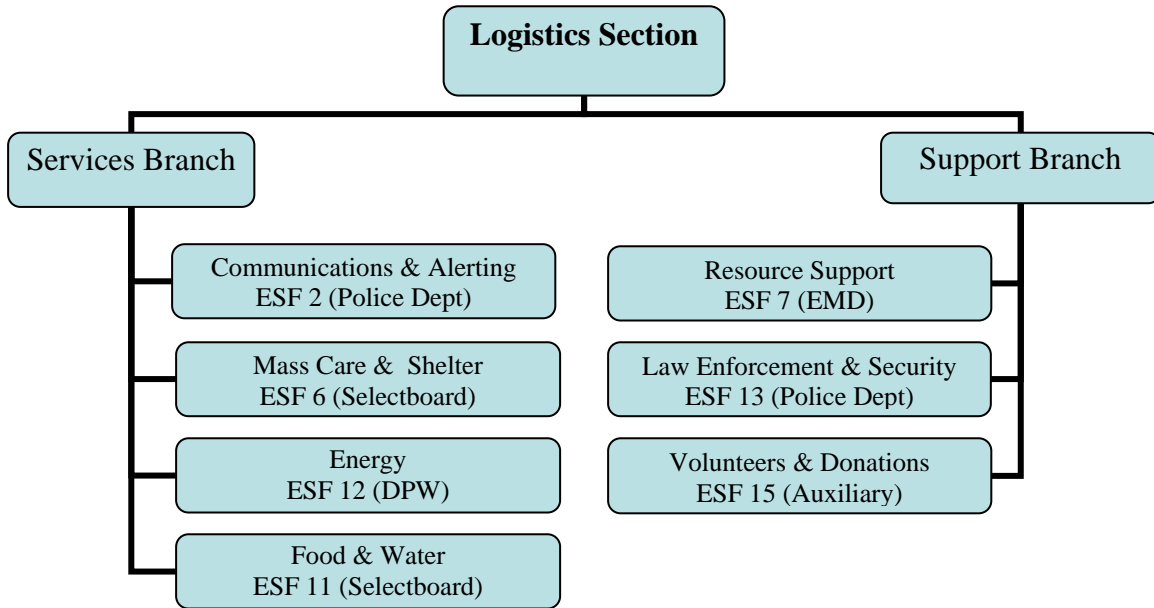 Logistics Section
Services Branch
Support Branch
Communications & Alerting
ESF 2 (Police Dept)
Mass Care & Shelter
ESF 6 (Selectboard)
Energy
ESF 12 (DPW)
Food & Water
ESF 11 (Selectboard)
Resource Support
ESF 7 (EMD)
Law Enforcement & Security
ESF 13 (Police Dept)
Volunteers & Donations
ESF 15 (Auxiliary)